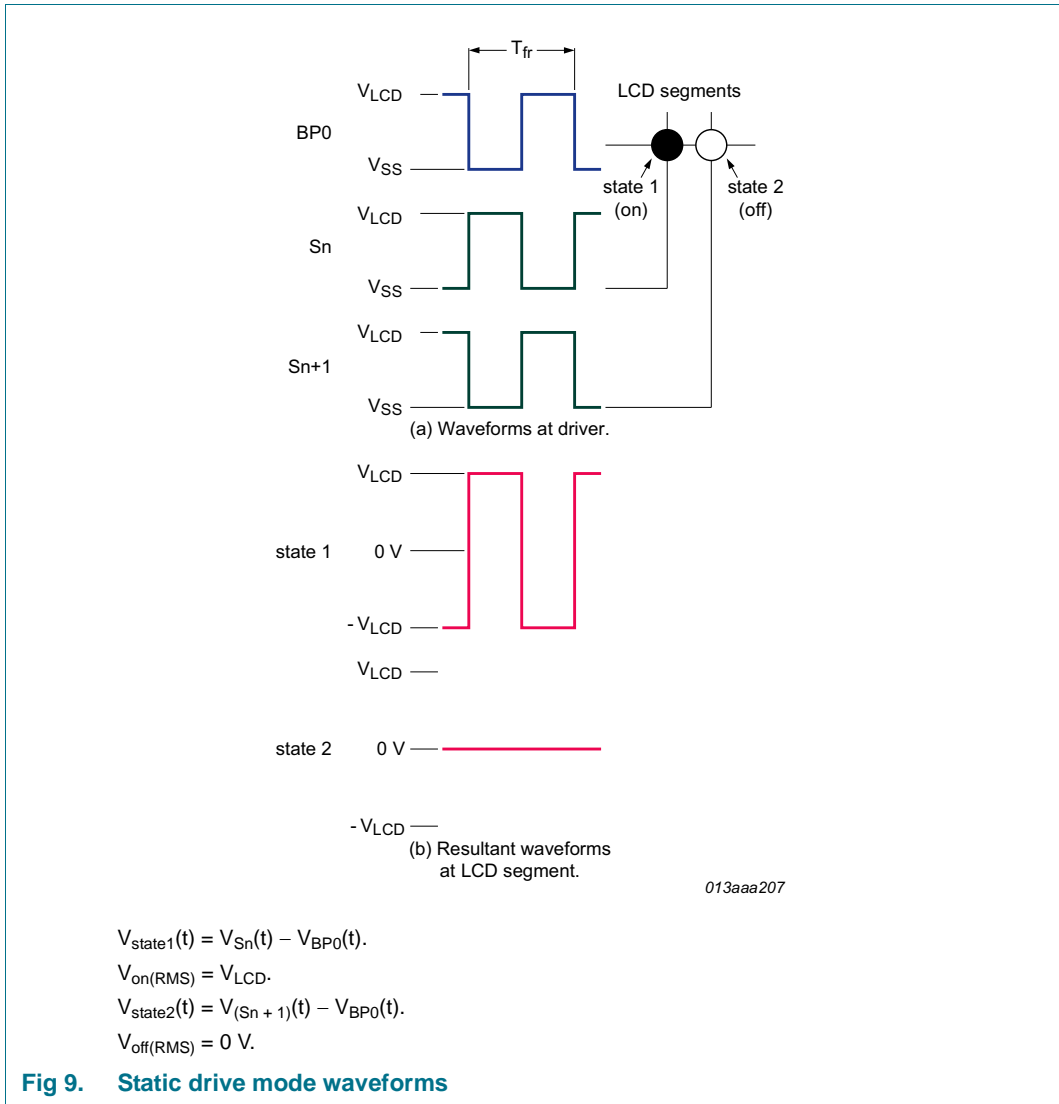 T_fr
V_LCD
LCD segments
BP0
V_SS
state 1
(on)
state 2
(off)
V_LCD
Sn
V_SS
V_LCD
Sn+1
V_SS
(a) Waveforms at driver.
V_LCD
state 1 0 V
- V_LCD
V_LCD
state 2 0 V
- V_LCD
(b) Resultant waveforms
at LCD segment.
013aaa207
V_state1(t) = V_Sn(t) − V_BP0(t).
V_on(RMS) = V_LCD.
V_state2(t) = V_(Sn + 1)(t) − V_BP0(t).
V_off(RMS) = 0 V.
Fig 9. Static drive mode waveforms